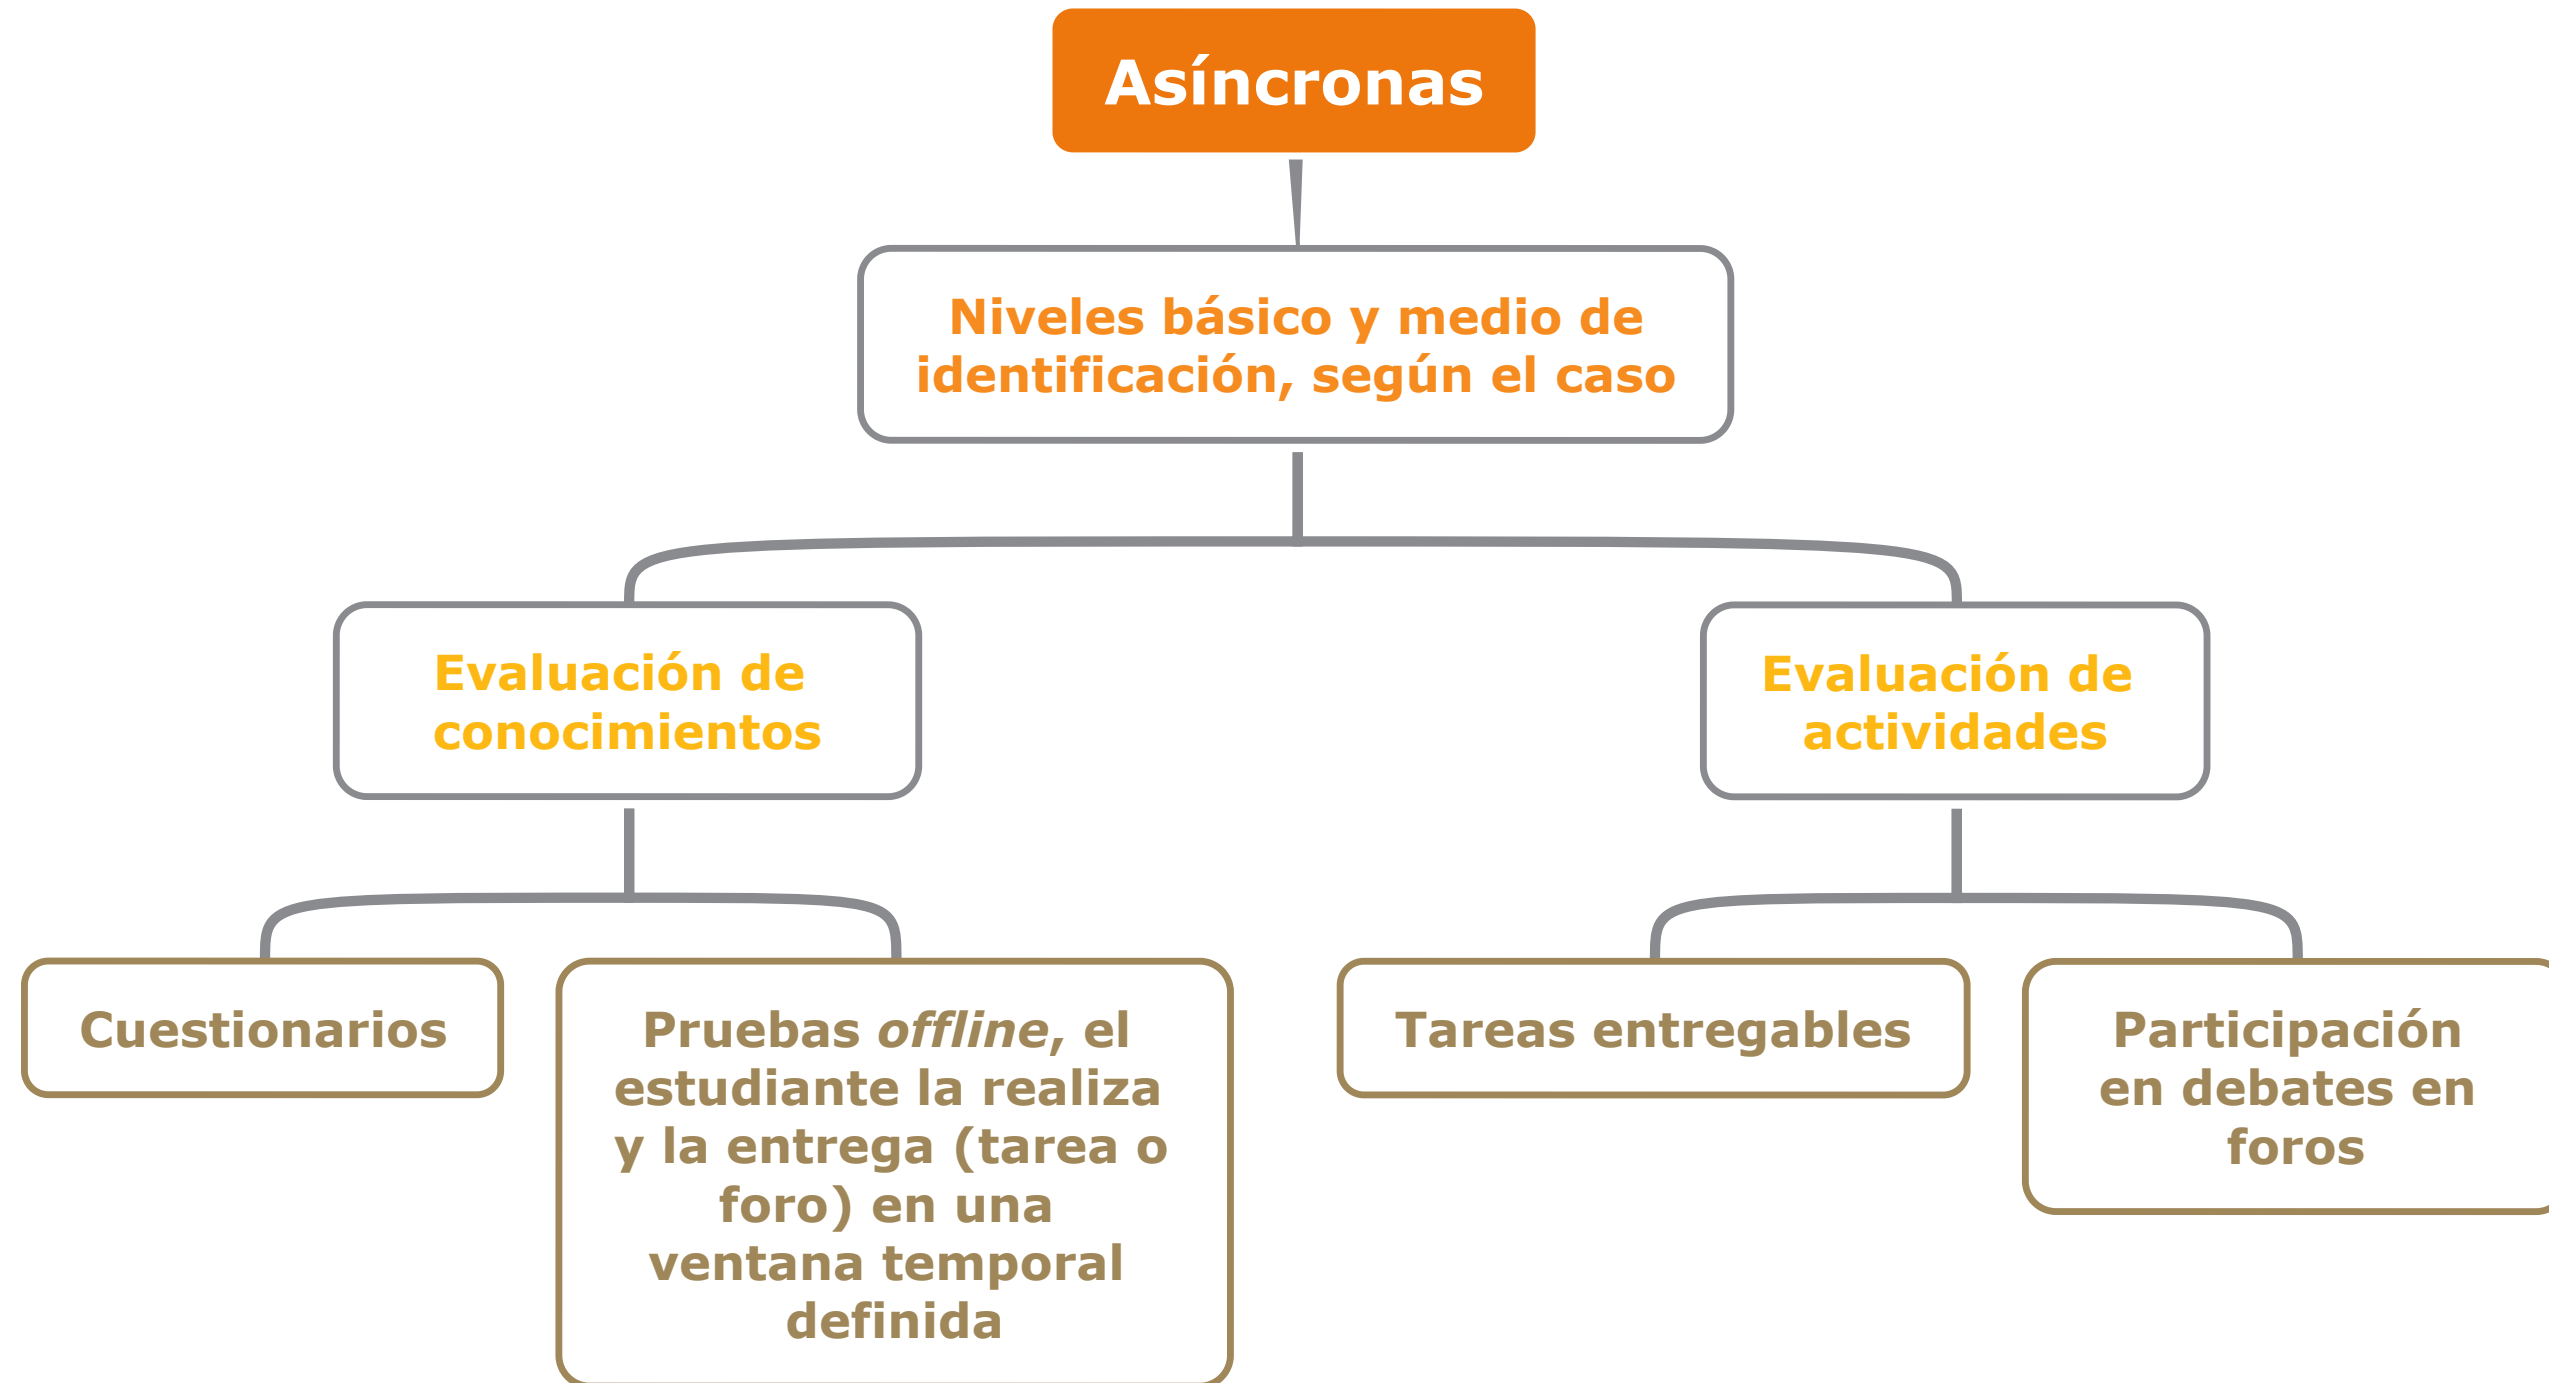 Asíncronas
Niveles básico y medio de
identificación, según el caso
Evaluación de
conocimientos
Evaluación de
actividades
Cuestionarios
Pruebas offline, el
estudiante la realiza
y la entrega (tarea o
foro) en una
ventana temporal
definida
Tareas entregables
Participación
en debates en
foros